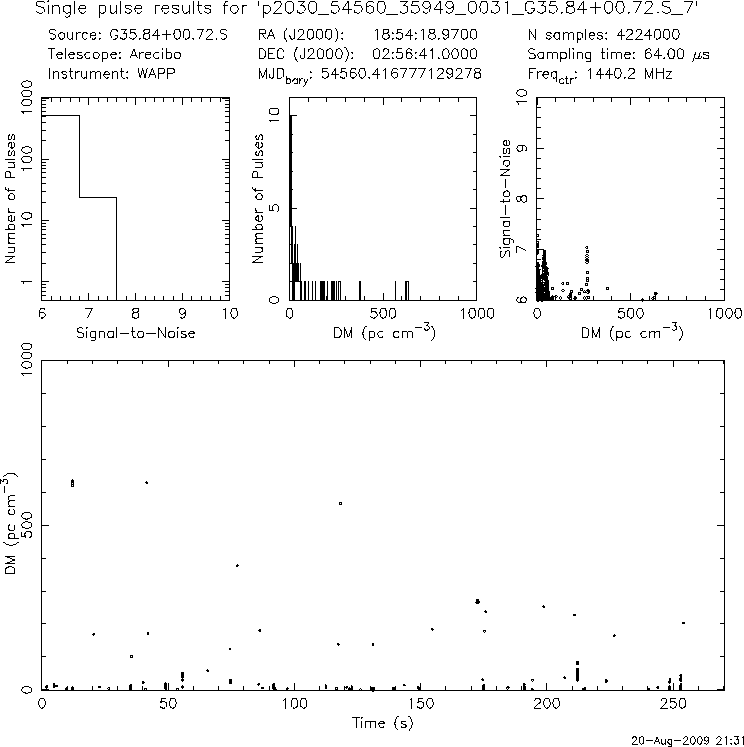 Single pulse results for 'p2030_54560_35949_0031_G35.84+00.72.S_7'
Source: G35.84+00.72.S RA (J2000): 18:54:18.9700 N samples: 4224000
Telescope: Arecibo DEC (J2000): 02:56:41.0000 Sampling time: 64.00 μs
Instrument: WAPP MJDbary: 54560.416777129278 Freqctr: 1440.2 MHz
Number of Pulses
1 10 100 1000
6 7 8 9 10
Signal-to-Noise
Number of Pulses
0 5 10
0 500 1000
DM (pc cm-3)
Signal-to-Noise
6 7 8 9 10
0 500 1000
DM (pc cm-3)
DM (pc cm-3)
0 500 1000
0 50 100 150 200 250
Time (s)
20-Aug-2009 21:31